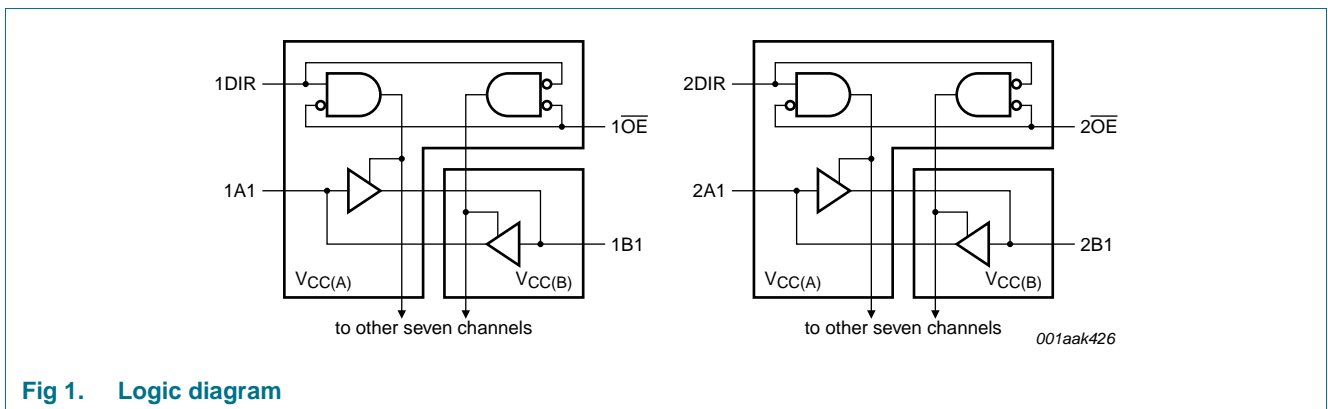 1DIR
1OE
1A1
1B1
VCC(A)
VCC(B)
to other seven channels
2DIR
2OE
2A1
2B1
VCC(A)
VCC(B)
to other seven channels
001aak426
Fig 1. Logic diagram